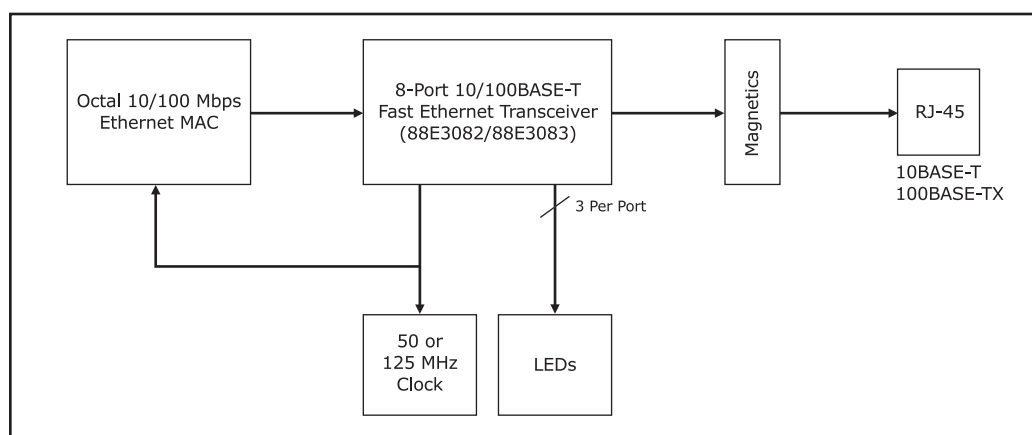 Octal 10/100 Mbps
Ethernet MAC
8-Port 10/100BASE-T
Fast Ethernet Transceiver
(88E3082/88E3083)
Magnetics
RJ-45
10BASE-T
100BASE-TX
3 Per Port
50 or
125 MHz
Clock
LEDs